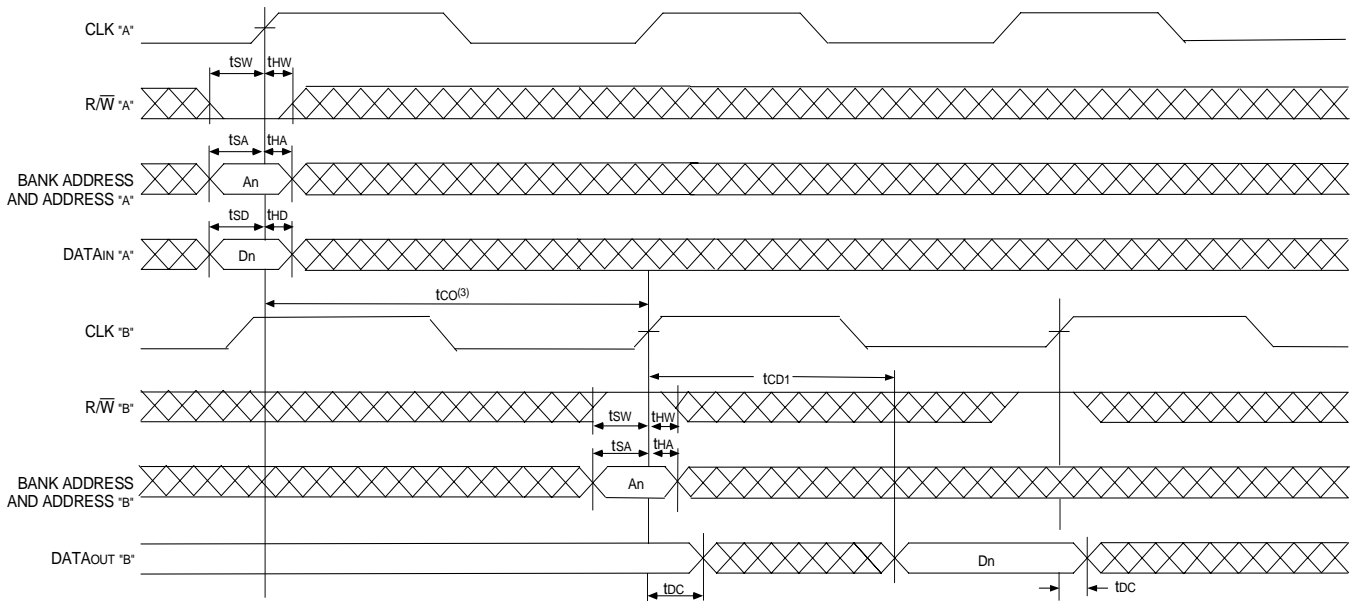 CLK "A"
tSW tHW
R/W̅ "A"
tSA tHA
BANK ADDRESS
AND ADDRESS "A"
An
tSD tHD
DATAIN "A"
Dn
tCO(3)
CLK "B"
tCD1
R/W̅ "B"
tSW tHW
tSA tHA
BANK ADDRESS
AND ADDRESS "B"
An
DATAOUT "B"
Dn
tDC tDC